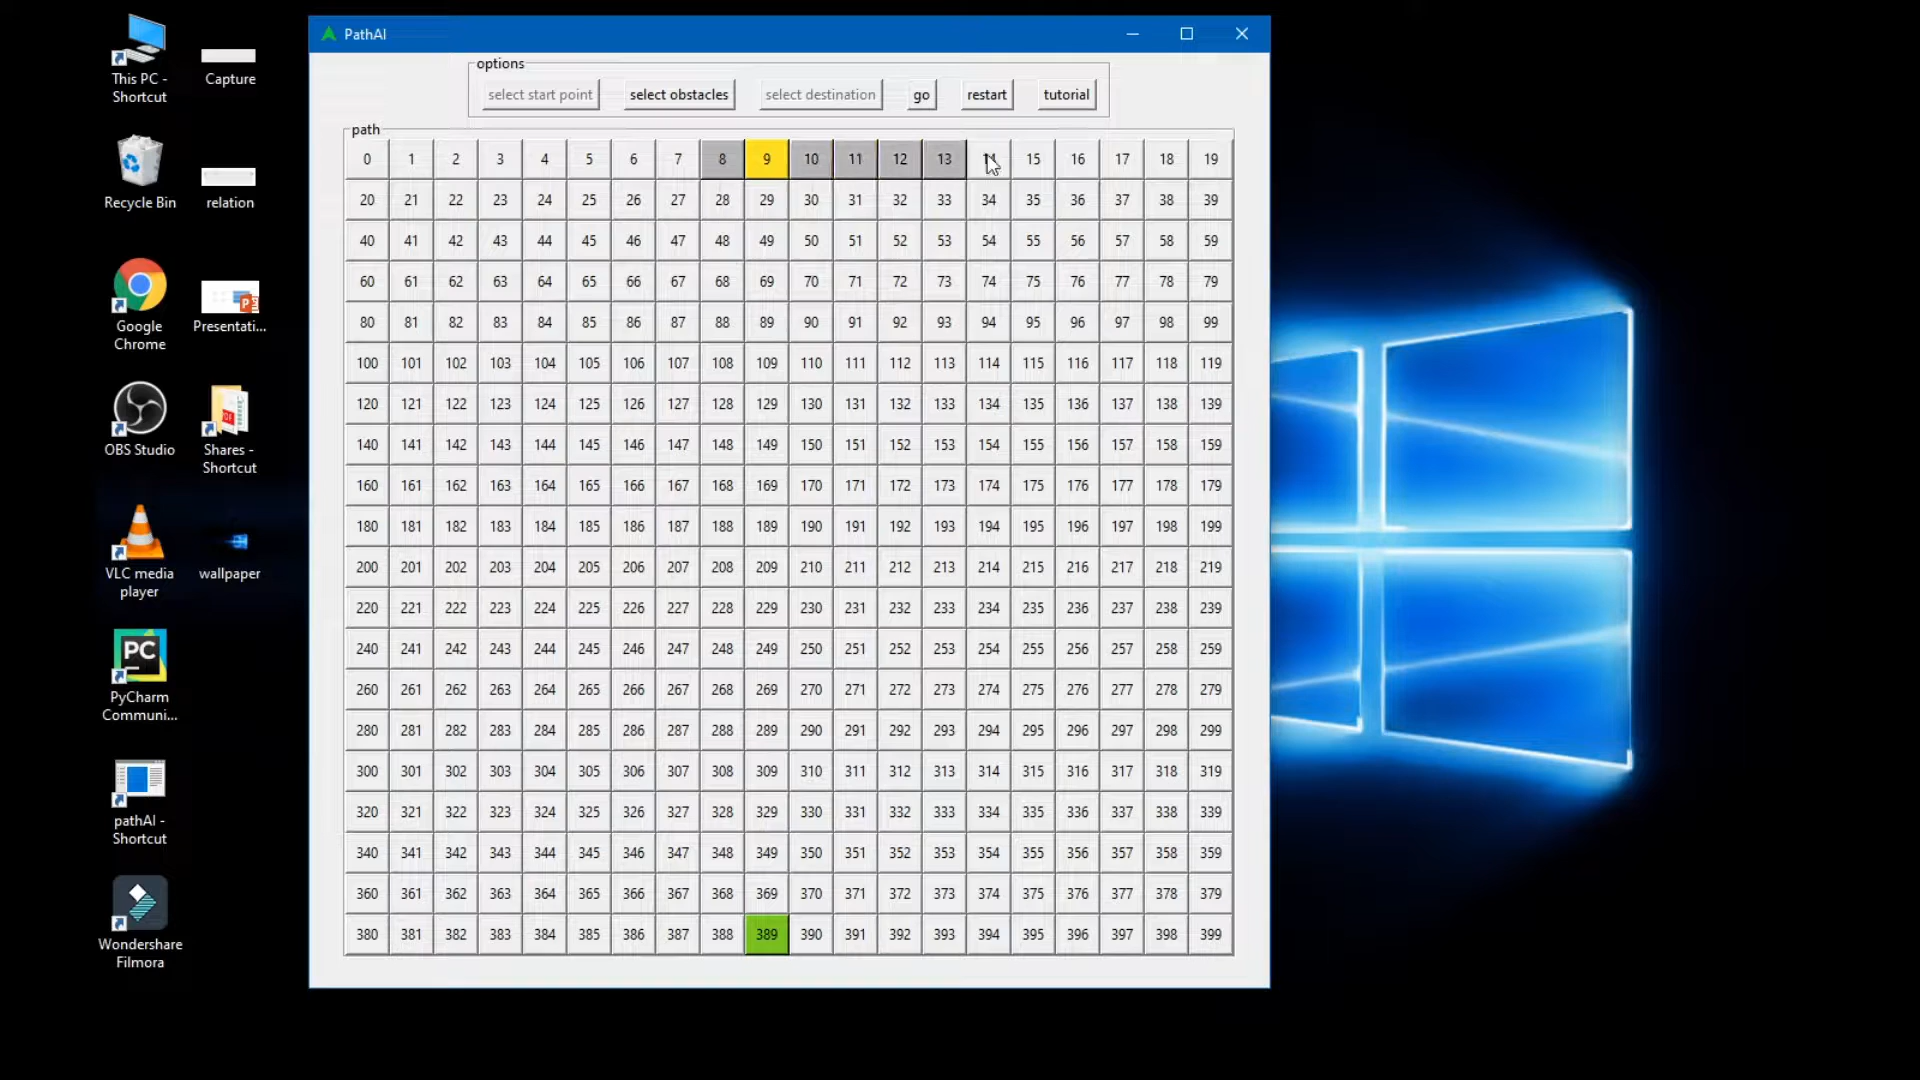 PathAI
options
select start point select obstacles select destination go restart tutorial
path
0 1 2 3 4 5 6 7 8 9 10 11 12 13 15 16 17 18 19
20 21 22 23 24 25 26 27 28 29 30 31 32 33 34 35 36 37 38 39
40 41 42 43 44 45 46 47 48 49 50 51 52 53 54 55 56 57 58 59
60 61 62 63 64 65 66 67 68 69 70 71 72 73 74 75 76 77 78 79
80 81 82 83 84 85 86 87 88 89 90 91 92 93 94 95 96 97 98 99
100 101 102 103 104 105 106 107 108 109 110 111 112 113 114 115 116 117 118 119
120 121 122 123 124 125 126 127 128 129 130 131 132 133 134 135 136 137 138 139
140 141 142 143 144 145 146 147 148 149 150 151 152 153 154 155 156 157 158 159
160 161 162 163 164 165 166 167 168 169 170 171 172 173 174 175 176 177 178 179
180 181 182 183 184 185 186 187 188 189 190 191 192 193 194 195 196 197 198 199
200 201 202 203 204 205 206 207 208 209 210 211 212 213 214 215 216 217 218 219
220 221 222 223 224 225 226 227 228 229 230 231 232 233 234 235 236 237 238 239
240 241 242 243 244 245 246 247 248 249 250 251 252 253 254 255 256 257 258 259
260 261 262 263 264 265 266 267 268 269 270 271 272 273 274 275 276 277 278 279
280 281 282 283 284 285 286 287 288 289 290 291 292 293 294 295 296 297 298 299
300 301 302 303 304 305 306 307 308 309 310 311 312 313 314 315 316 317 318 319
320 321 322 323 324 325 326 327 328 329 330 331 332 333 334 335 336 337 338 339
340 341 342 343 344 345 346 347 348 349 350 351 352 353 354 355 356 357 358 359
360 361 362 363 364 365 366 367 368 369 370 371 372 373 374 375 376 377 378 379
380 381 382 383 384 385 386 387 388 389 390 391 392 393 394 395 396 397 398 399
This PC -
Shortcut
Capture
Recycle Bin
relation
Google
Chrome
P
Presentati...
OBS Studio
PDF
Shares -
Shortcut
VLC media
player
wallpaper
PC
PyCharm
Communi...
pathAI -
Shortcut
Wondershare
Filmora